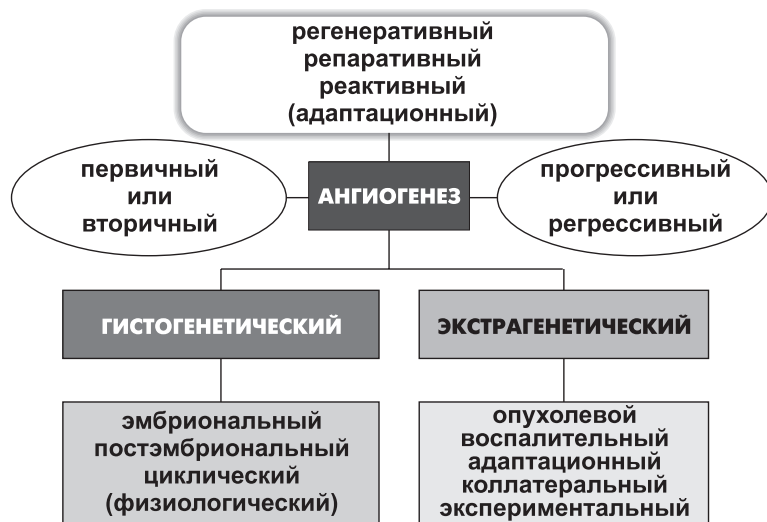 регенеративный
репаративный
реактивный
(адаптационный)
первичный
или
вторичный
АНГИОГЕНЕЗ
прогрессивный
или
регрессивный
ГИСТОГЕНЕТИЧЕСКИЙ
ЭКСТРАГЕНЕТИЧЕСКИЙ
эмбриональный
постэмбриональный
циклический
(физиологический)
опухолевой
воспалительный
адаптационный
коллатеральный
экспериментальный